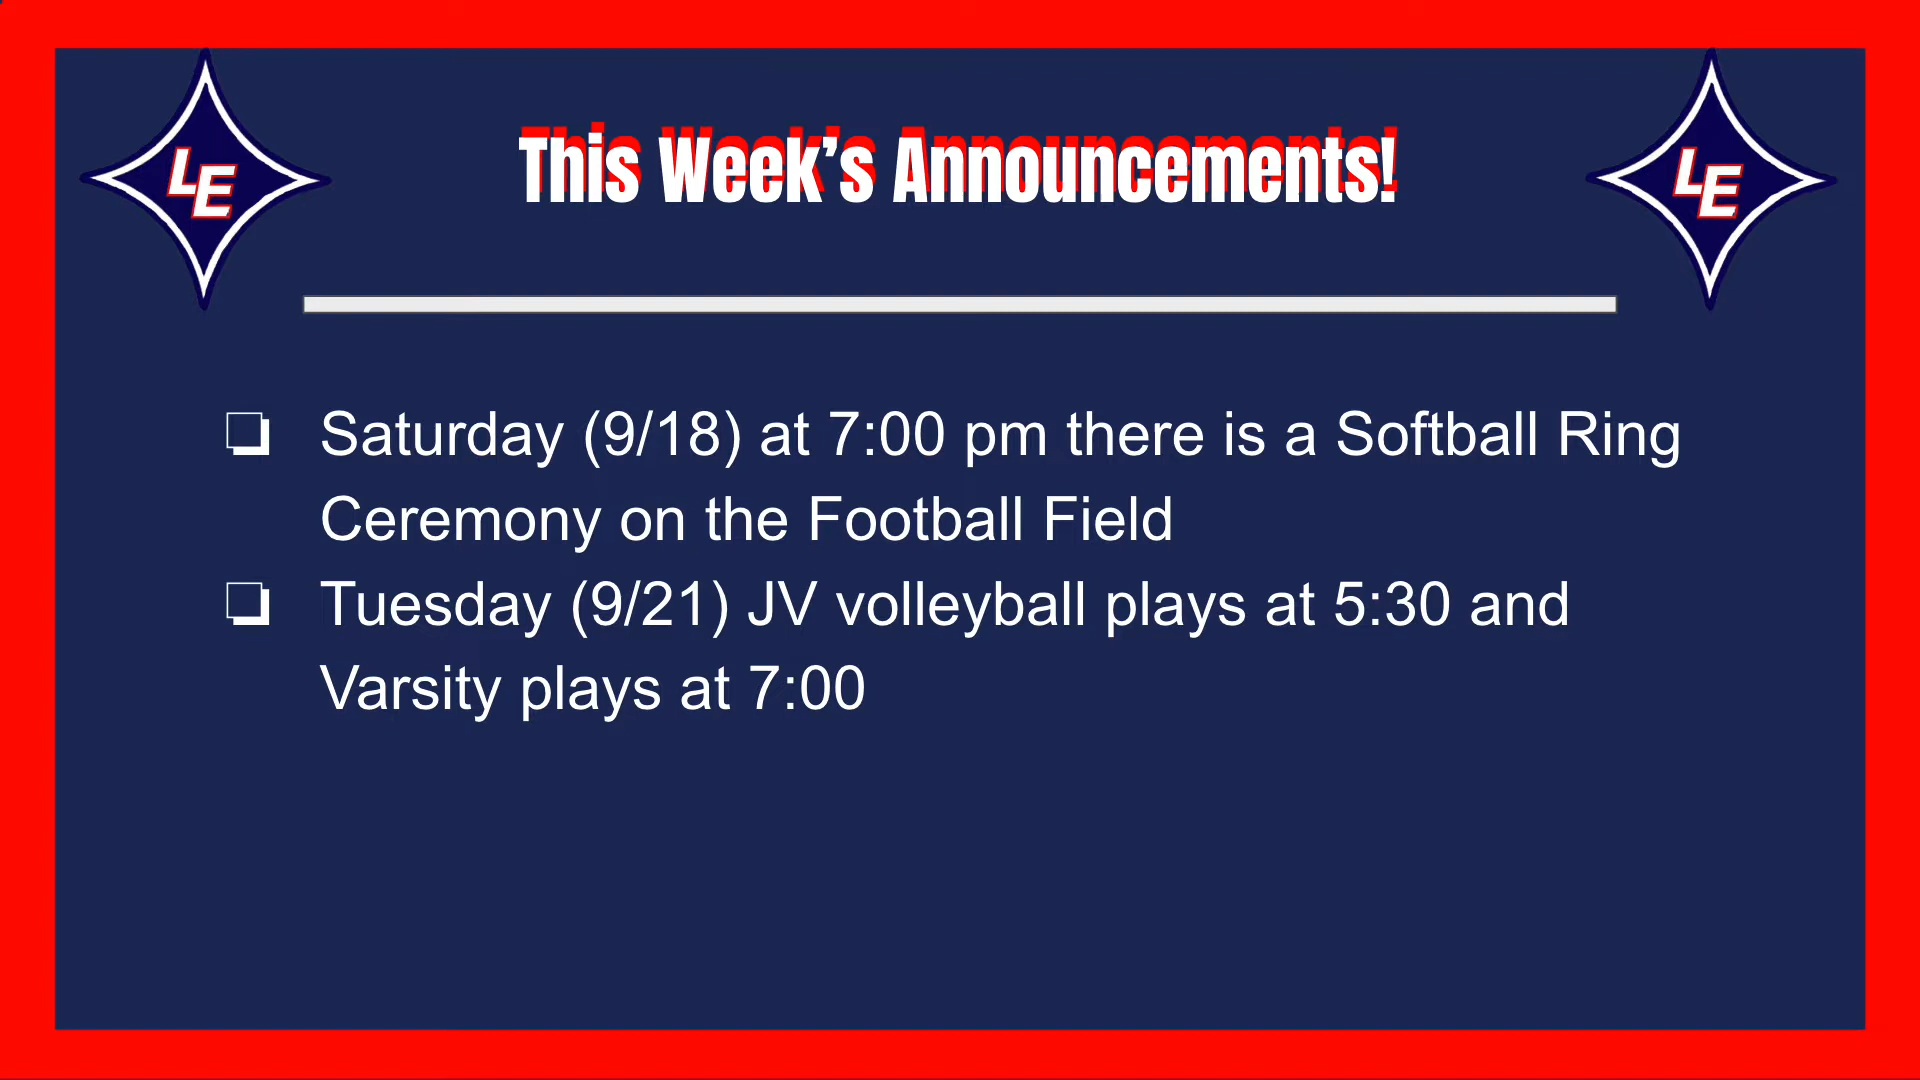 LE
LE
This Week’s Announcements!
❏ Saturday (9/18) at 7:00 pm there is a Softball Ring
Ceremony on the Football Field
❏ Tuesday (9/21) JV volleyball plays at 5:30 and
Varsity plays at 7:00